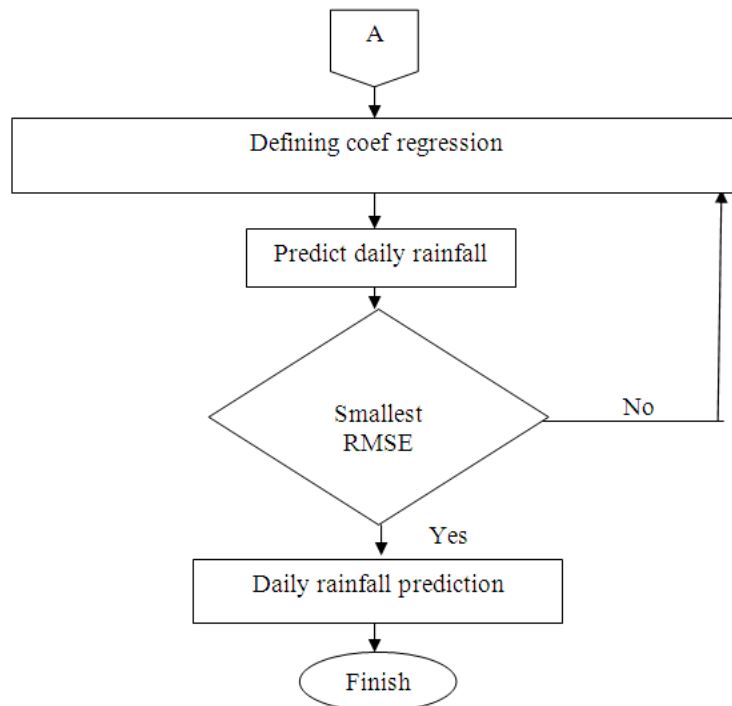 A
Defining coef regression
Predict daily rainfall
Smallest
RMSE
No
Yes
Daily rainfall prediction
Finish